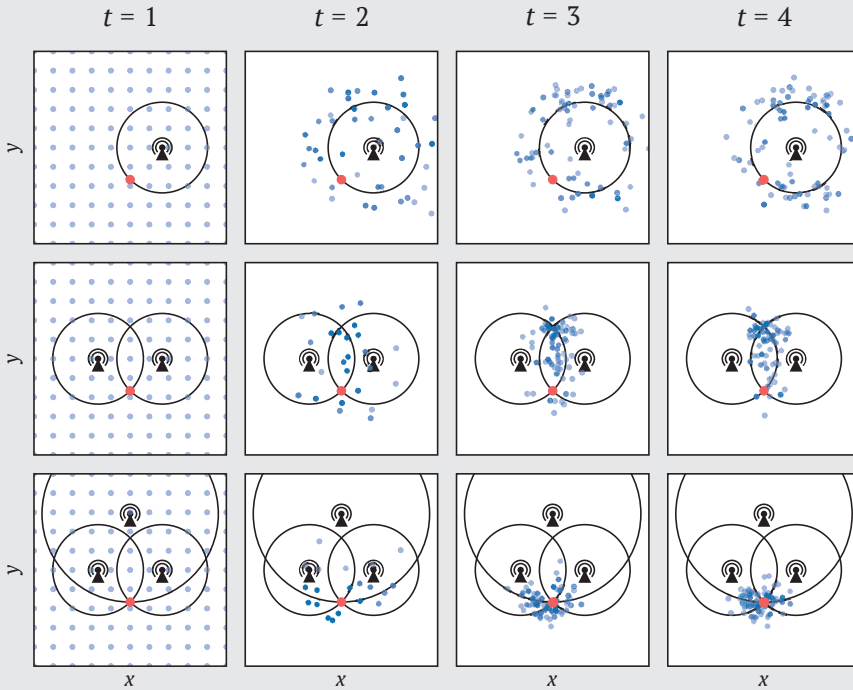 t = 1 t = 2 t = 3 t = 4
y
y
y
x x x x